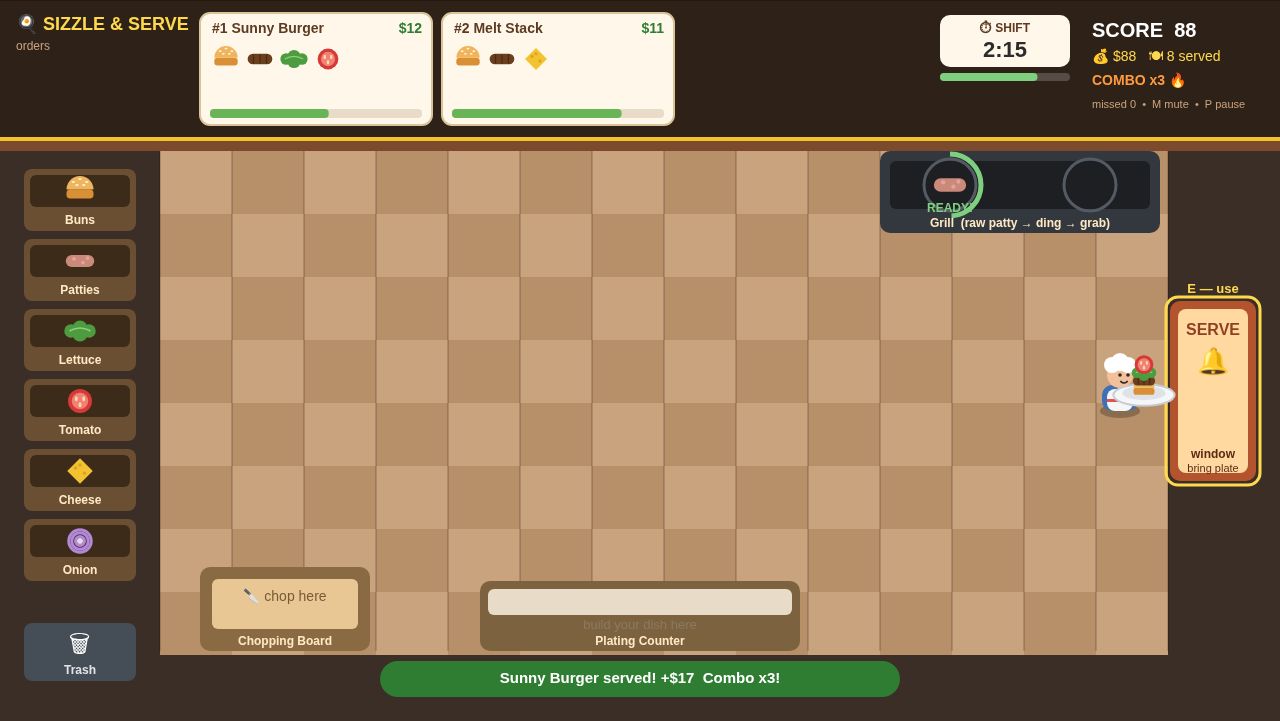 🍳 SIZZLE & SERVE
orders
#1 Sunny Burger $12
#2 Melt Stack $11
⏱ SHIFT
2:15
SCORE 88
💰 $88 🍽 8 served
COMBO x3 🔥
missed 0 • M mute • P pause
Buns
Patties
Lettuce
Tomato
Cheese
Onion
Trash
READY!
Grill (raw patty → ding → grab)
E — use
SERVE
window
bring plate
🔪 chop here
Chopping Board
build your dish here
Plating Counter
Sunny Burger served! +$17 Combo x3!